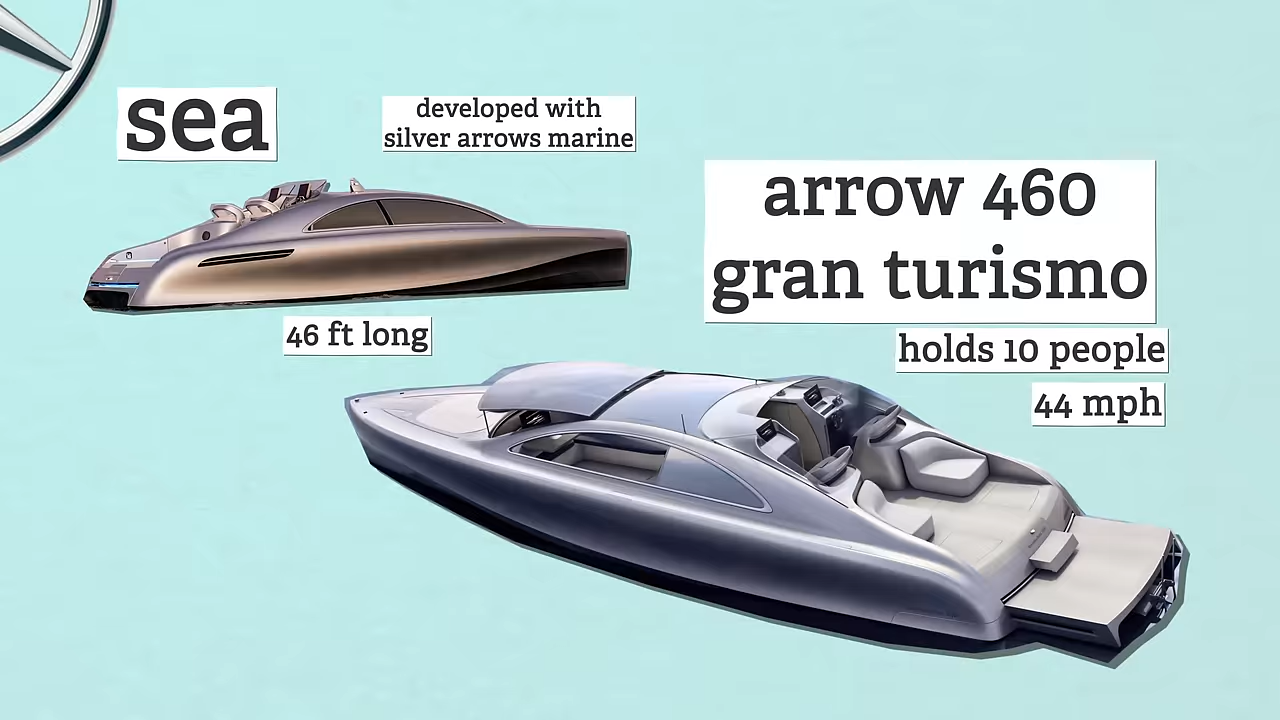 sea
developed with
silver arrows marine
46 ft long
arrow 460
gran turismo
holds 10 people
44 mph